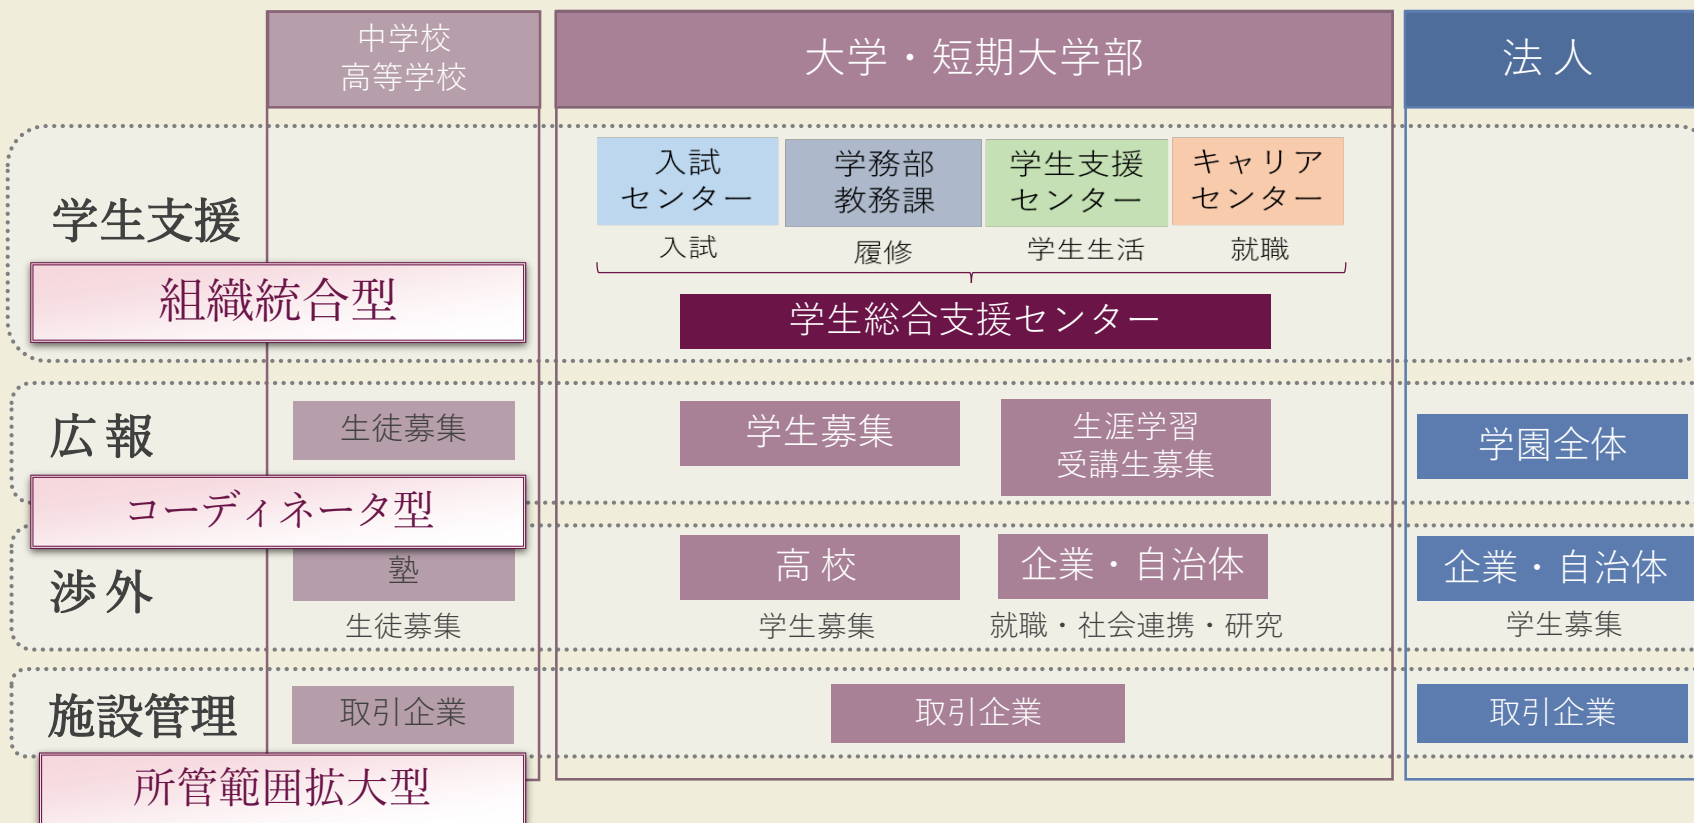 中学校
高等学校
大学・短期大学部
法人
学生支援
組織統合型
入試
センター
学務部
教務課
学生支援
センター
キャリア
センター
入試
履修
学生生活
就職
学生総合支援センター
広報
コーディネータ型
生徒募集
学生募集
生涯学習
受講生募集
学園全体
渉外
塾
生徒募集
高校
学生募集
企業・自治体
就職・社会連携・研究
企業・自治体
学生募集
施設管理
所管範囲拡大型
取引企業
取引企業
取引企業